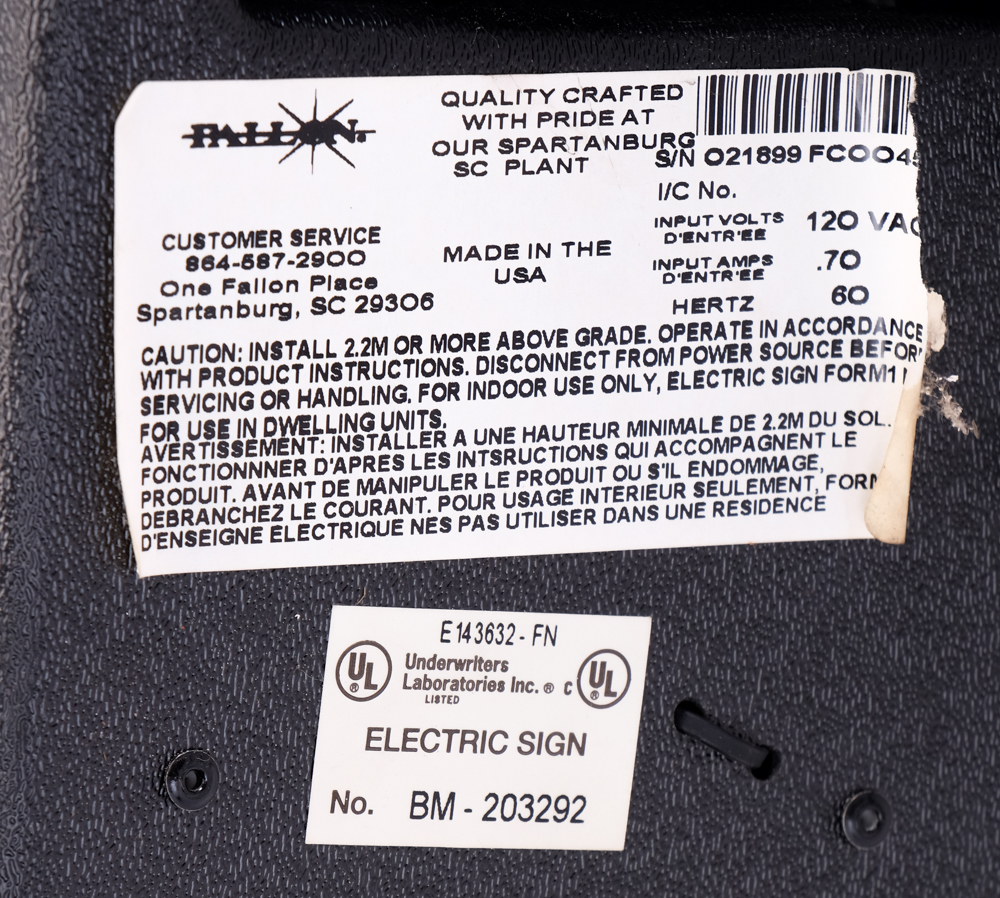 FALLON.
QUALITY CRAFTED
WITH PRIDE AT
OUR SPARTANBURG
SC PLANT
S/N 021899 FC004
I/C No.
CUSTOMER SERVICE
864-587-2900
One Fallon Place
Spartanburg, SC 29306
MADE IN THE
USA
INPUT VOLTS
D'ENTR'EE
120 VAC
INPUT AMPS
D'ENTR'EE
.70
HERTZ
60
CAUTION: INSTALL 2.2M OR MORE ABOVE GRADE. OPERATE IN ACCORDANCE
WITH PRODUCT INSTRUCTIONS. DISCONNECT FROM POWER SOURCE BEFOR
SERVICING OR HANDLING. FOR INDOOR USE ONLY, ELECTRIC SIGN FORM1
FOR USE IN DWELLING UNITS.
AVERTISSEMENT: INSTALLER A UNE HAUTEUR MINIMALE DE 2.2M DU SOL.
FONCTIONNNER D'APRES LES INTSRUCTIONS QUI ACCOMPAGNENT LE
PRODUIT. AVANT DE MANIPULER LE PRODUIT OU S'IL ENDOMMAGE,
DEBRANCHEZ LE COURANT. POUR USAGE INTERIEUR SEULEMENT, FORM
D'ENSEIGNE ÉLECTRIQUE NES PAS UTILISER DANS UNE RESIDENCE
E143632-FN
UL ® Underwriters
Laboratories Inc. ® C UL ®
LISTED
ELECTRIC SIGN
No. BM - 203292